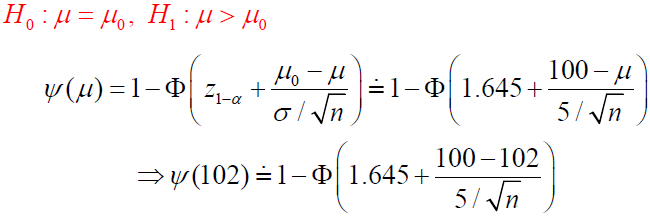 H₀ : μ = μ₀, H₁ : μ > μ₀
ψ(μ) = 1 − Φ( z₁₋α + (μ₀ − μ)/(σ / √n) ) ≐ 1 − Φ( 1.645 + (100 − μ)/(5 / √n) )
⇒ ψ(102) ≐ 1 − Φ( 1.645 + (100 − 102)/(5 / √n) )